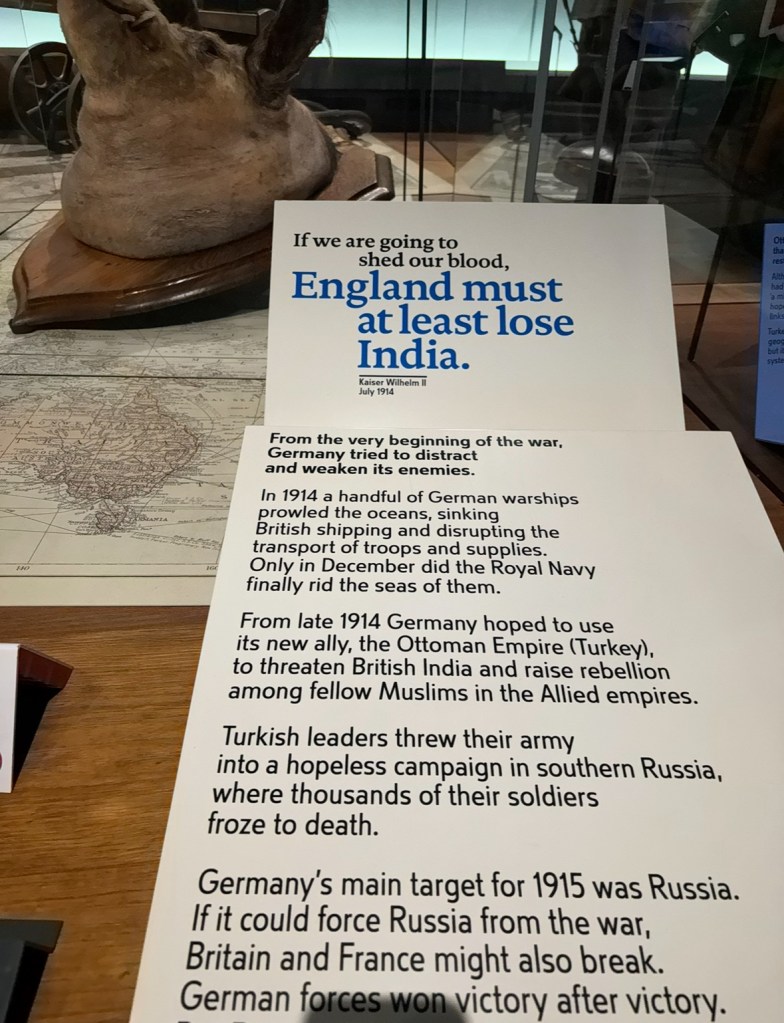 If we are going to
shed our blood,
England must
at least lose
India.
Kaiser Wilhelm II
July 1914
From the very beginning of the war,
Germany tried to distract
and weaken its enemies.
In 1914 a handful of German warships
prowled the oceans, sinking
British shipping and disrupting the
transport of troops and supplies.
Only in December did the Royal Navy
finally rid the seas of them.
From late 1914 Germany hoped to use
its new ally, the Ottoman Empire (Turkey),
to threaten British India and raise rebellion
among fellow Muslims in the Allied empires.
Turkish leaders threw their army
into a hopeless campaign in southern Russia,
where thousands of their soldiers
froze to death.
Germany's main target for 1915 was Russia.
If it could force Russia from the war,
Britain and France might also break.
German forces won victory after victory.